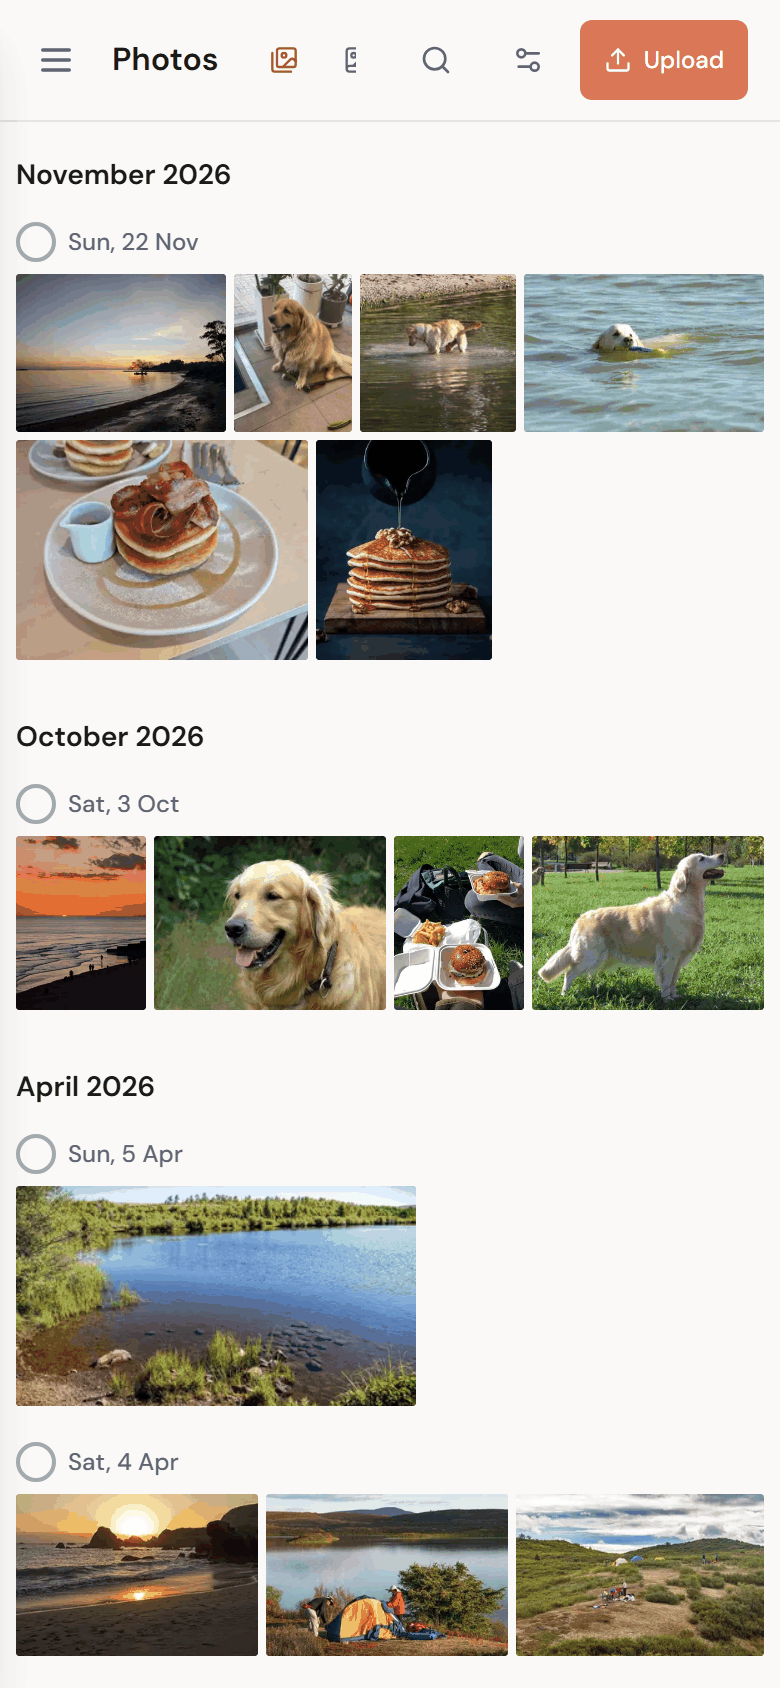 Photos
Upload
November 2026
Sun, 22 Nov
October 2026
Sat, 3 Oct
April 2026
Sun, 5 Apr
Sat, 4 Apr